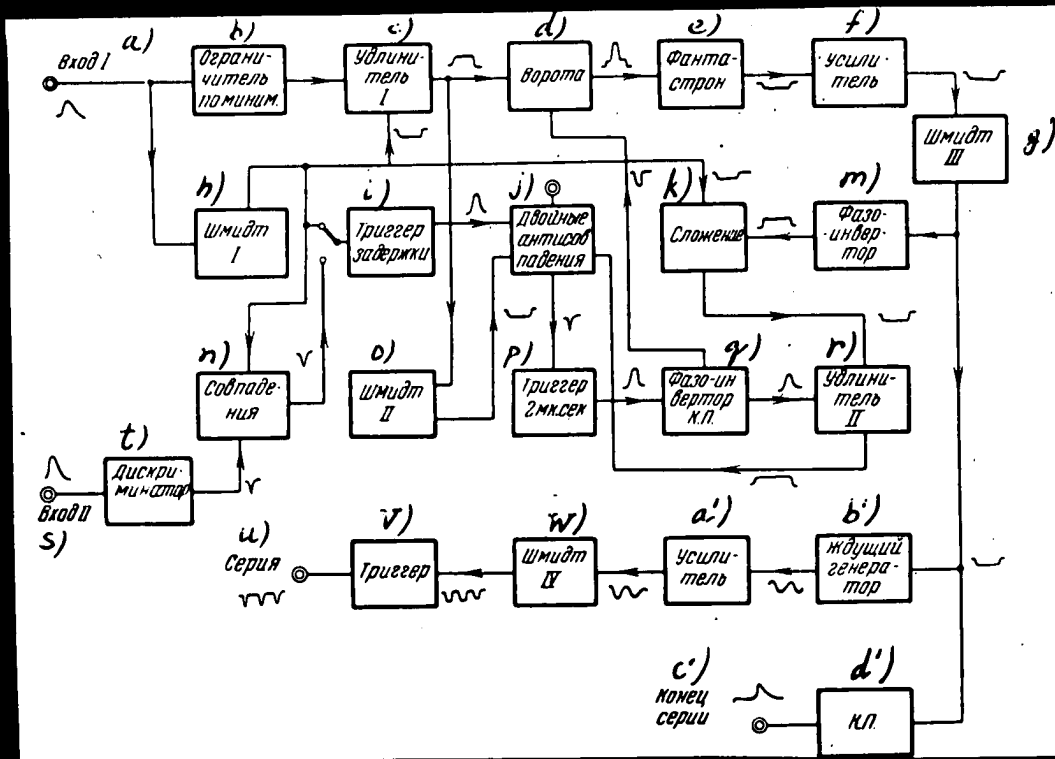 a)
Вход I
b)
Ограни-
читель
по миним.
c)
Удлини-
тель
I
d)
Ворота
e)
Фанта-
строн
f)
Усили-
тель
g)
Шмидт
III
h)
Шмидт
I
i)
Триггер
задержки
j)
Двойные
антисов
падения
k)
Сложение
m)
Фазо-
инвер-
тор
n)
Совпаде-
ния
o)
Шмидт
II
p)
Триггер
2мк.сек
q)
Фазо-ин
вертор
К.П.
r)
Удлини-
тель
II
t)
Дискри-
минатор
Вход II
s)
u)
Серия
v)
Триггер
w)
Шмидт
IV
a')
Усили-
тель
b')
Ждущий
генера-
тор
c')
Конец
серии
d')
К.П.